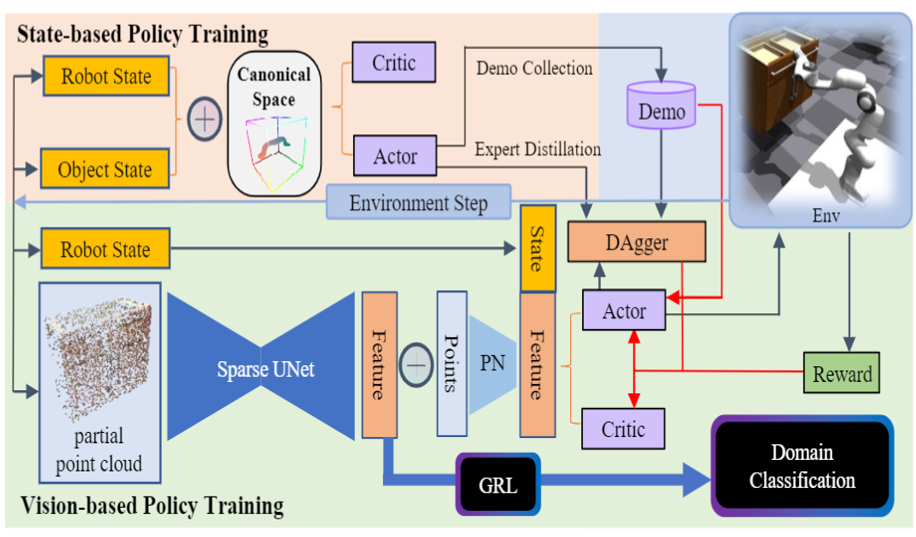 State-based Policy Training
Robot State
Object State
Canonical
Space
Critic
Actor
Demo Collection
Expert Distillation
Demo
Env
Environment Step
Robot State
State
DAgger
partial
point cloud
Sparse UNet
Feature
Points
PN
Feature
Actor
Critic
Reward
GRL
Domain
Classification
Vision-based Policy Training